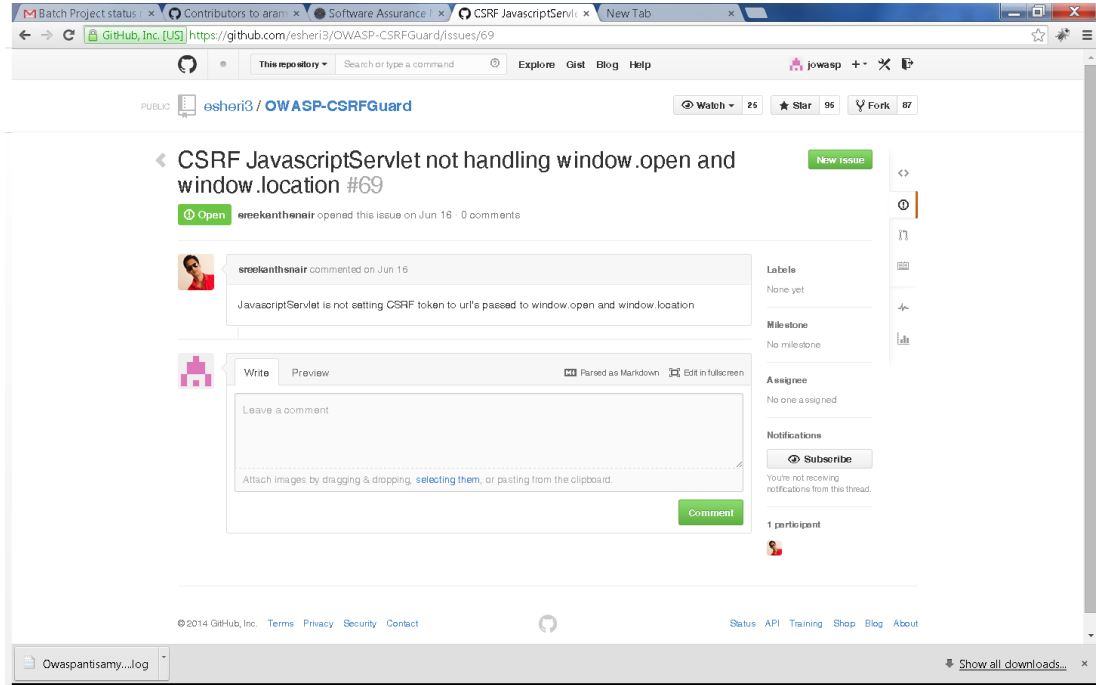 Batch Project status
Contributors to aram
Software Assurance
CSRF JavascriptServle
New Tab
GitHub, Inc. [US] https://github.com/esheri3/OWASP-CSRFGuard/issues/69
This repository Search or type a command Explore Gist Blog Help jowasp
PUBLIC esheri3 / OWASP-CSRFGuard Watch 25 Star 95 Fork 87
CSRF JavascriptServlet not handling window.open and
window.location #69
New issue
Open sreekanthsnair opened this issue on Jun 16 · 0 comments
sreekanthsnair commented on Jun 16
JavascriptServlet is not setting CSRF token to url's passed to window.open and window.location
Labels
None yet
Milestone
No milestone
Assignee
No one assigned
Notifications
Subscribe
You're not receiving
notifications from this thread.
1 participant
Write Preview Parsed as Markdown Edit in fullscreen
Leave a comment
Attach images by dragging & dropping, selecting them, or pasting from the clipboard.
Comment
© 2014 GitHub, Inc. Terms Privacy Security Contact
Status API Training Shop Blog About
Owaspantisamy....log
Show all downloads...